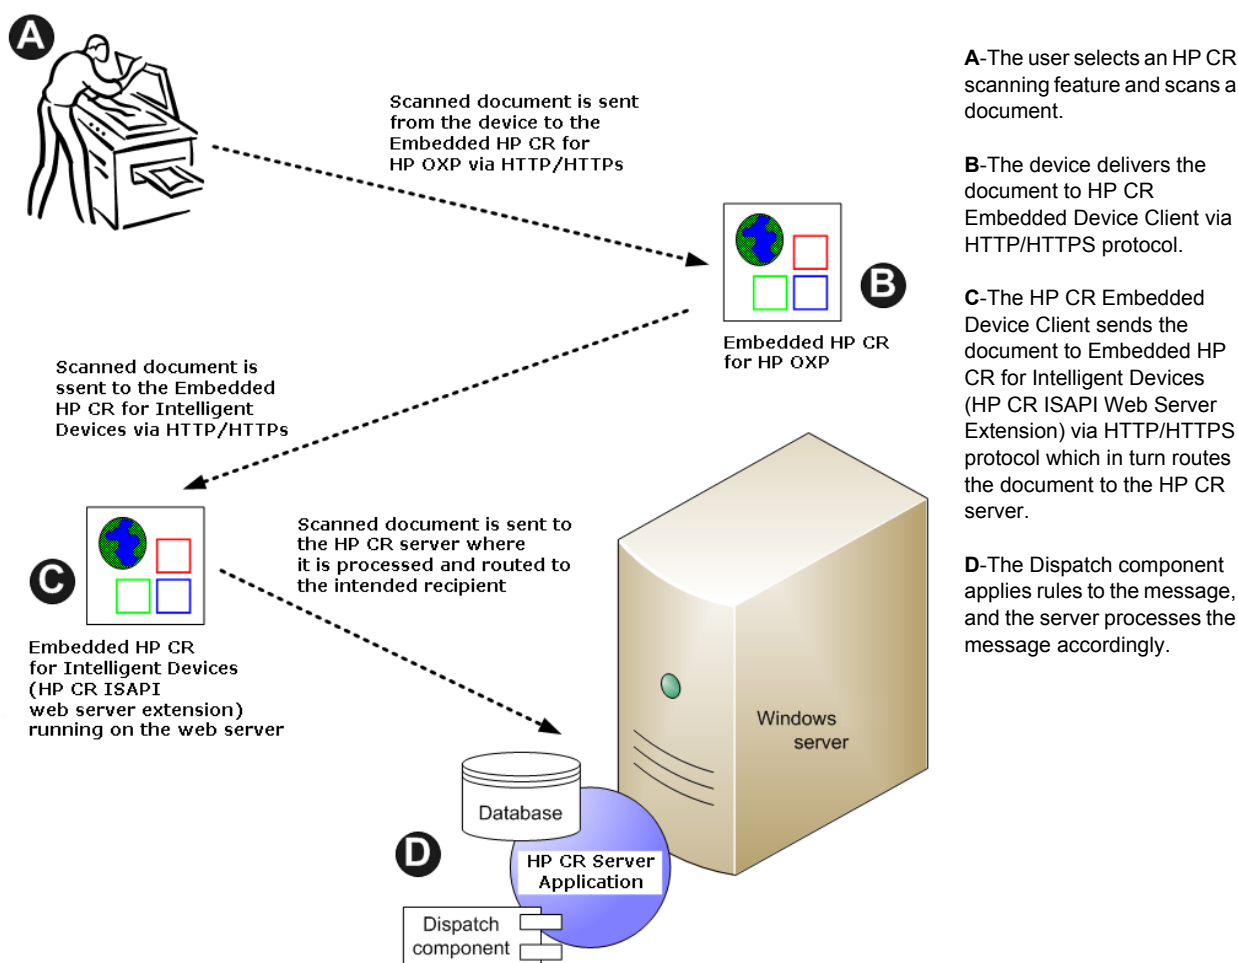 A
Scanned document is sent
from the device to the
Embedded HP CR for
HP OXP via HTTP/HTTPs
B
Embedded HP CR
for HP OXP
Scanned document is
ssent to the Embedded
HP CR for Intelligent
Devices via HTTP/HTTPs
C
Embedded HP CR
for Intelligent Devices
(HP CR ISAPI
web server extension)
running on the web server
Scanned document is sent to
the HP CR server where
it is processed and routed to
the intended recipient
Windows
server
D
Database
HP CR Server
Application
Dispatch
component
A-The user selects an HP CR
scanning feature and scans a
document.
B-The device delivers the
document to HP CR
Embedded Device Client via
HTTP/HTTPS protocol.
C-The HP CR Embedded
Device Client sends the
document to Embedded HP
CR for Intelligent Devices
(HP CR ISAPI Web Server
Extension) via HTTP/HTTPS
protocol which in turn routes
the document to the HP CR
server.
D-The Dispatch component
applies rules to the message,
and the server processes the
message accordingly.